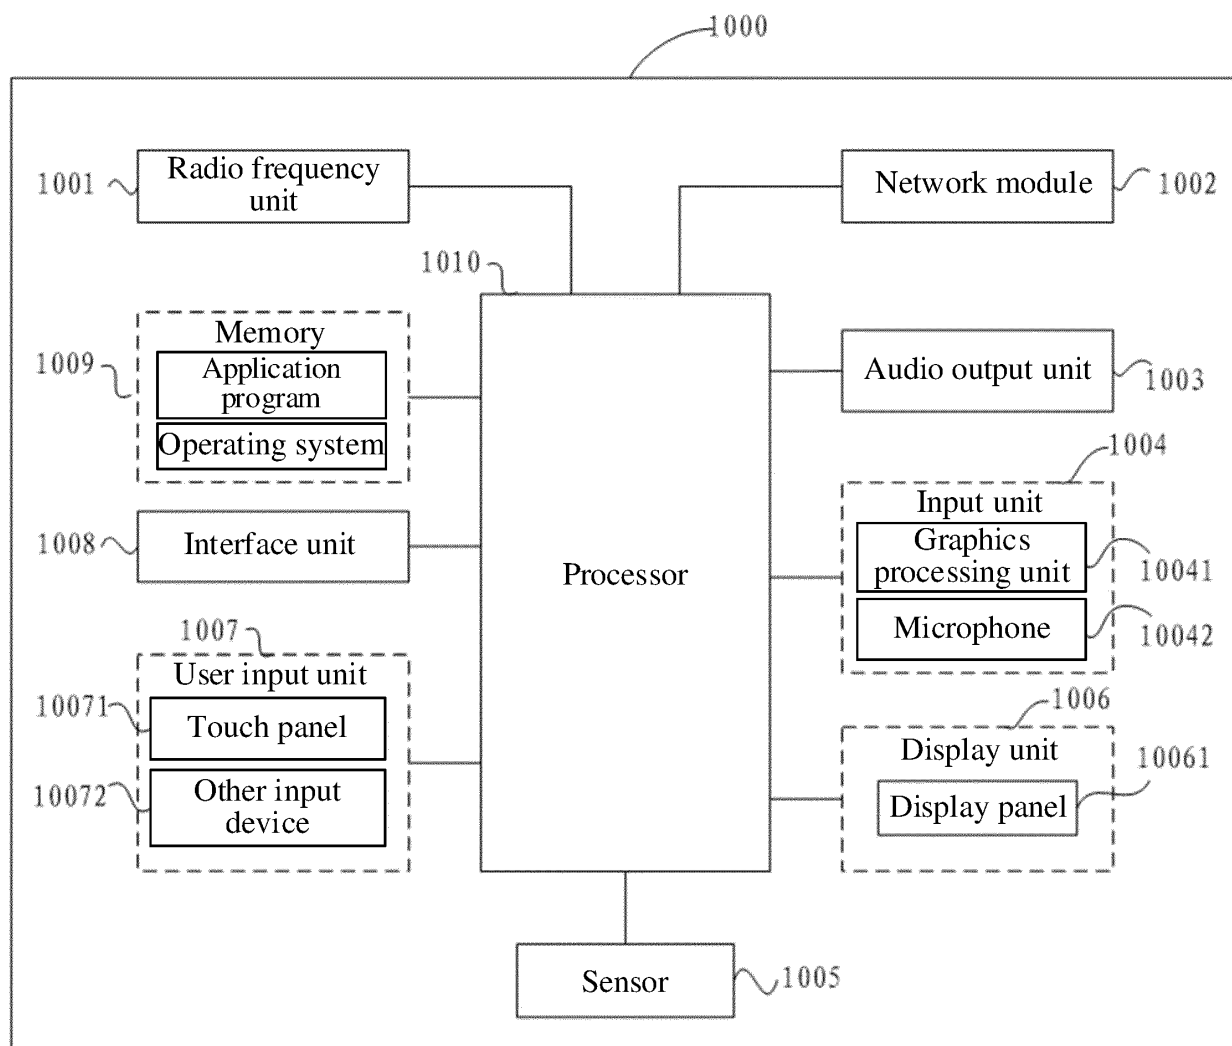 1000
1001
Radio frequency
unit
Network module
1002
1010
1009
Memory
Application
program
Operating system
Audio output unit
1003
1004
Input unit
Graphics
processing unit
10041
Microphone
10042
1008
Interface unit
Processor
1007
User input unit
10071
Touch panel
10072
Other input
device
1006
Display unit
10061
Display panel
Sensor
1005